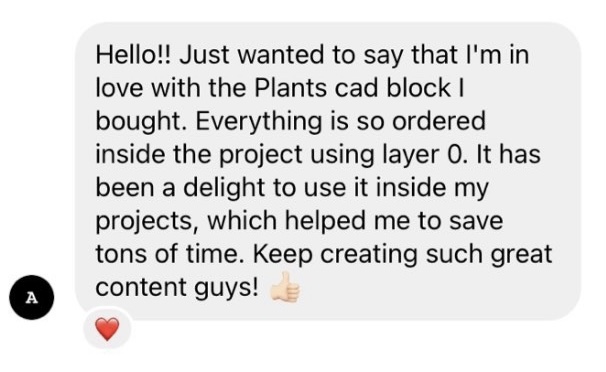 Hello!! Just wanted to say that I'm in
love with the Plants cad block I
bought. Everything is so ordered
inside the project using layer 0. It has
been a delight to use it inside my
projects, which helped me to save
tons of time. Keep creating such great
content guys! 👍🏻
A